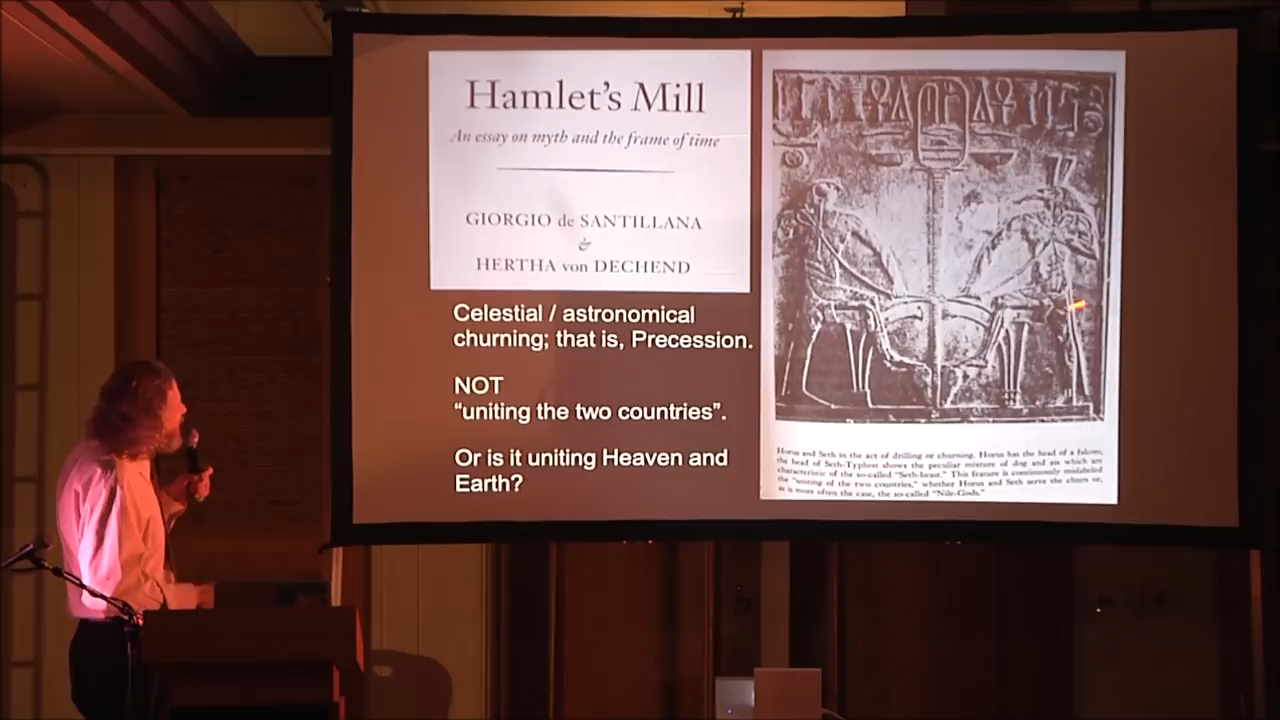 Hamlet's Mill
An essay on myth and the frame of time
GIORGIO de SANTILLANA
&
HERTHA von DECHEND
Celestial / astronomical
churning; that is, Precession.
NOT
“uniting the two countries”.
Or is it uniting Heaven and
Earth?
Horus and Seth in the act of drilling or churning. Horus has the head of a falcon;
the head of Seth-Typhon shows the peculiar mixture of dog and ass which are
characteristic of the so-called "Seth-beast." This feature is continuously mislabeled
the "uniting of the two countries," whether Horus and Seth serve the churn or,
as is more often the case, the so-called "Nile-Gods."